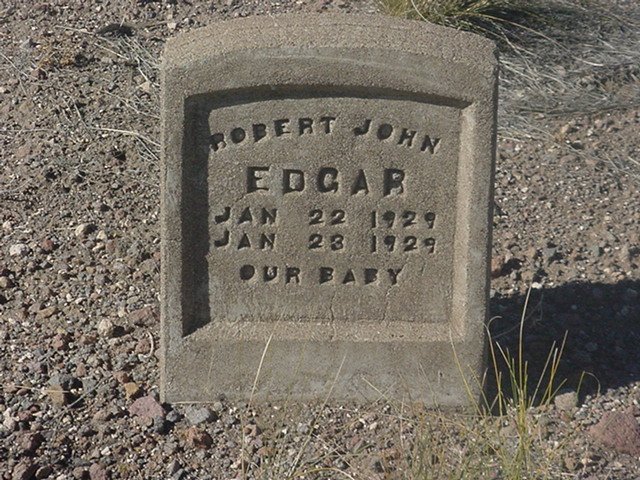 ROBERT JOHN
EDGAR
JAN 22 1929
JAN 23 1929
OUR BABY